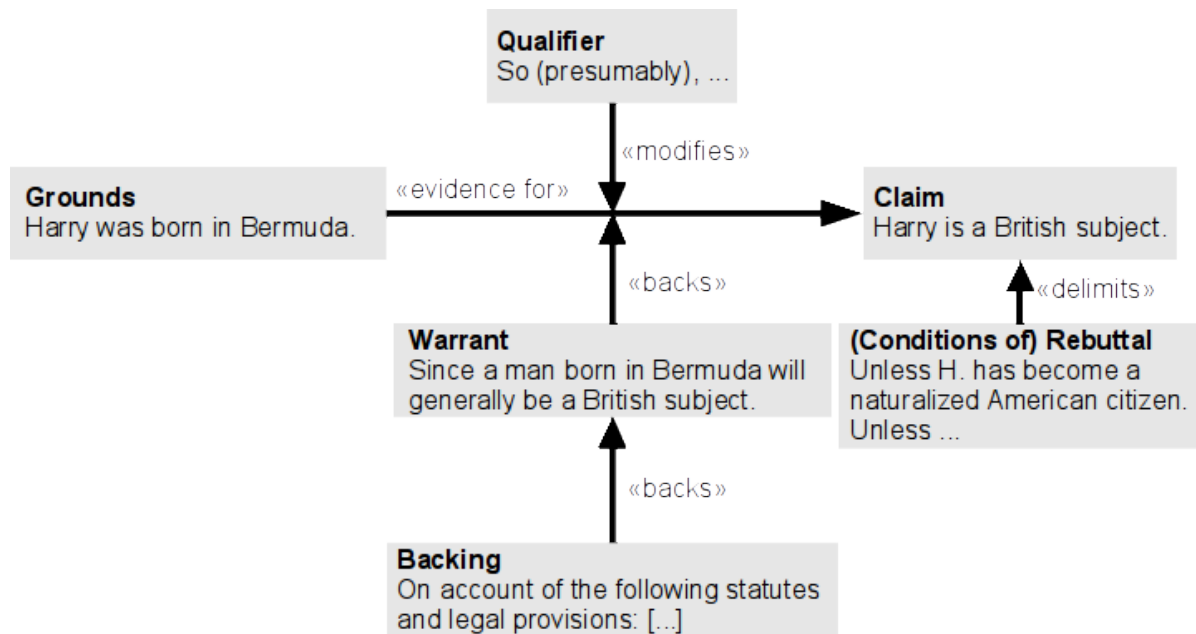 Qualifier
So (presumably), ...
«modifies»
Grounds
Harry was born in Bermuda.
«evidence for»
Claim
Harry is a British subject.
«backs»
«delimits»
Warrant
Since a man born in Bermuda will
generally be a British subject.
(Conditions of) Rebuttal
Unless H. has become a
naturalized American citizen.
Unless ...
«backs»
Backing
On account of the following statutes
and legal provisions: [...]